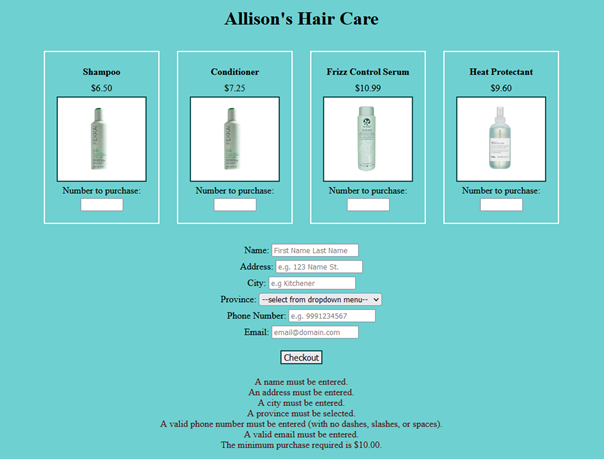 Allison's Hair Care
Shampoo
$6.50
Number to purchase:
Conditioner
$7.25
Number to purchase:
Frizz Control Serum
$10.99
Number to purchase:
Heat Protectant
$9.60
Number to purchase:
Name: First Name Last Name
Address: e.g. 123 Name St.
City: e.g Kitchener
Province: --select from dropdown menu--
Phone Number: e.g. 9991234567
Email: email@domain.com
Checkout
A name must be entered.
An address must be entered.
A city must be entered.
A province must be selected.
A valid phone number must be entered (with no dashes, slashes, or spaces).
A valid email must be entered.
The minimum purchase required is $10.00.